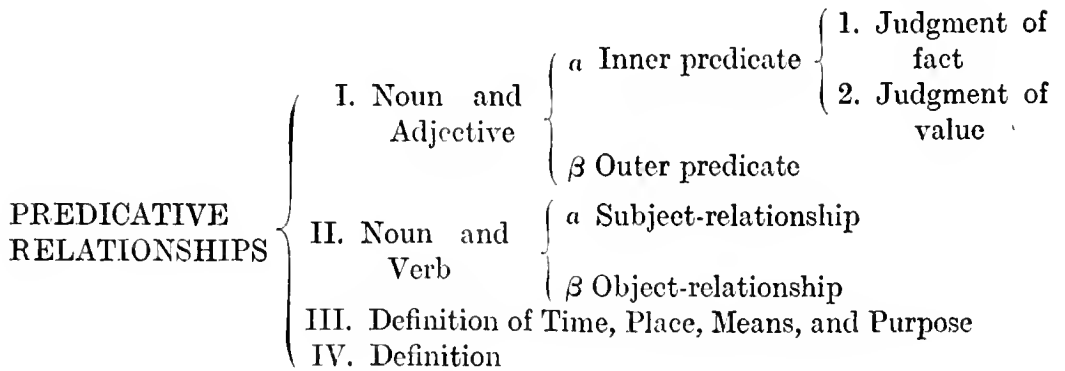 PREDICATIVE RELATIONSHIPS
I. Noun and Adjective
α Inner predicate
1. Judgment of fact
2. Judgment of value
β Outer predicate
II. Noun and Verb
α Subject-relationship
β Object-relationship
III. Definition of Time, Place, Means, and Purpose
IV. Definition